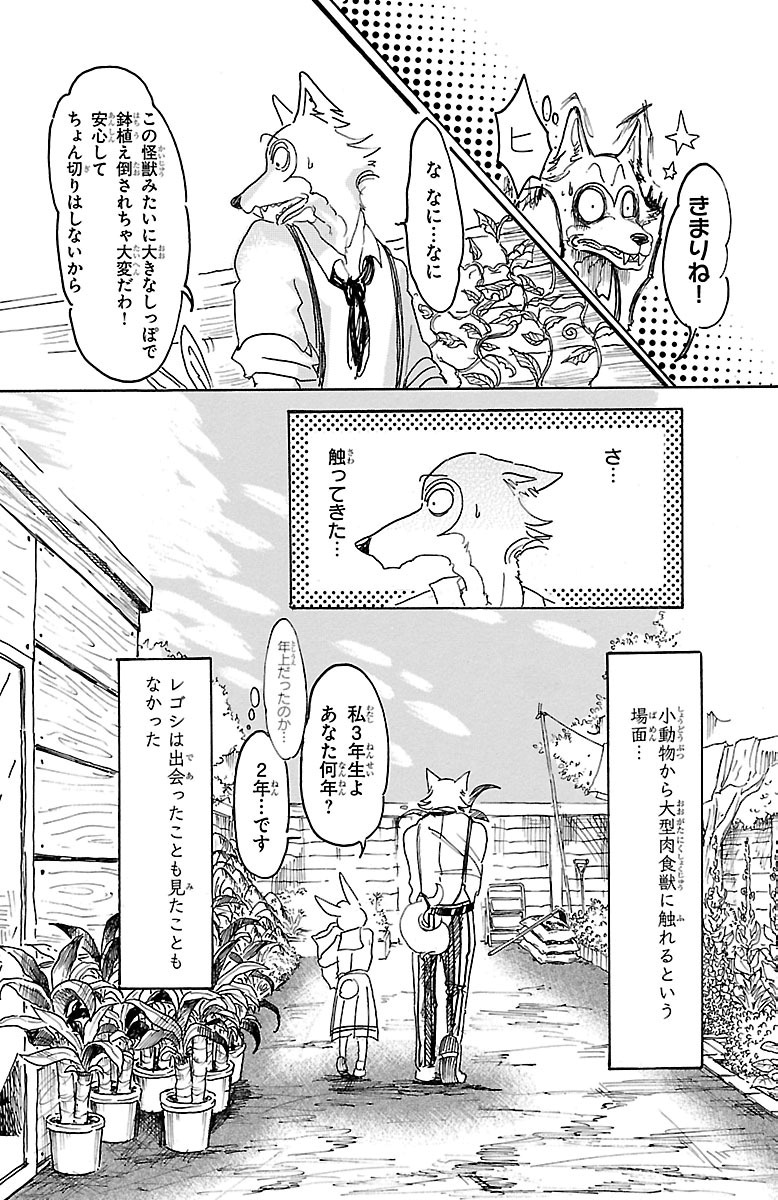 きまりね！
ヒ
な なに…なに
この怪獣みたいに大きなしっぽで
鉢植え倒されちゃ大変だわ！
安心して
ちょん切りはしないから
さ…
触ってきた…
小動物から大型肉食獣に触れるという
場面…
私３年生よ
あなた何年？
２年…です
年上だったのか…
レゴシは出会ったことも見たことも
なかった